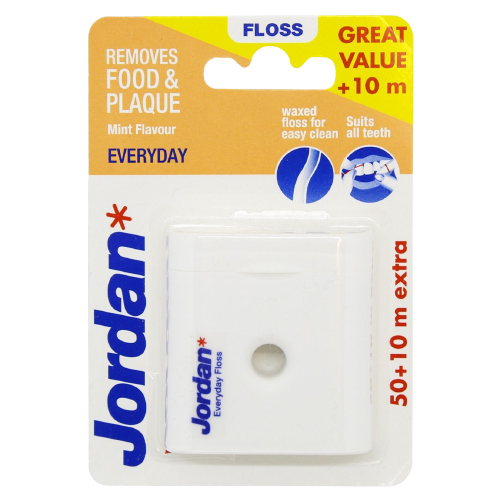 FLOSS
GREAT
VALUE
+10 m
REMOVES
FOOD &
PLAQUE
Mint Flavour
EVERYDAY
waxed
floss for
easy clean
Suits
all teeth
Jordan*
50+10 m extra
Jordan*
Everyday Floss